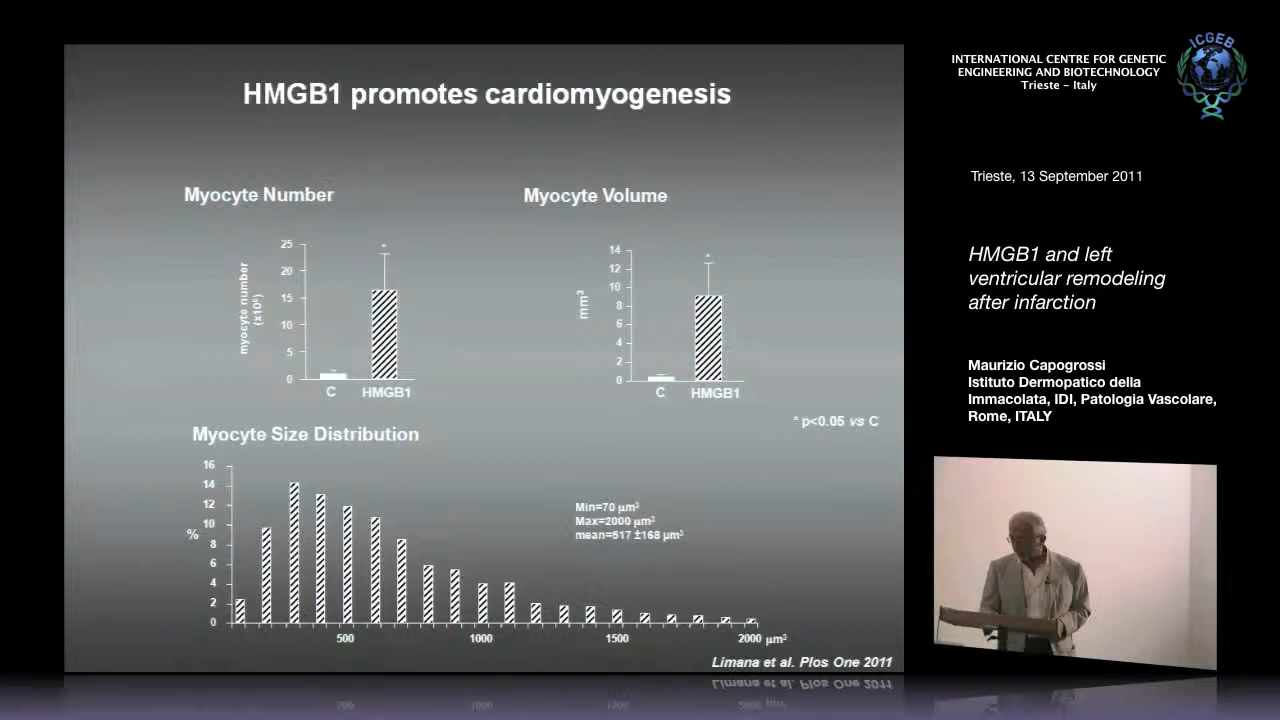 HMGB1 promotes cardiomyogenesis
Myocyte Number
myocyte number
(x10⁶)
25
20
15
10
5
0
*
C
HMGB1
Myocyte Volume
mm³
14
12
10
8
6
4
2
0
*
C
HMGB1
* p<0.05 vs C
Myocyte Size Distribution
%
16
14
12
10
8
6
4
2
0
500
1000
1500
2000 µm³
Min=70 µm³
Max=2000 µm³
mean=517 ±168 µm³
Limana et al. Plos One 2011
INTERNATIONAL CENTRE FOR GENETIC
ENGINEERING AND BIOTECHNOLOGY
Trieste - Italy
ICGEB
Trieste, 13 September 2011
HMGB1 and left
ventricular remodeling
after infarction
Maurizio Capogrossi
Istituto Dermopatico della
Immacolata, IDI, Patologia Vascolare,
Rome, ITALY